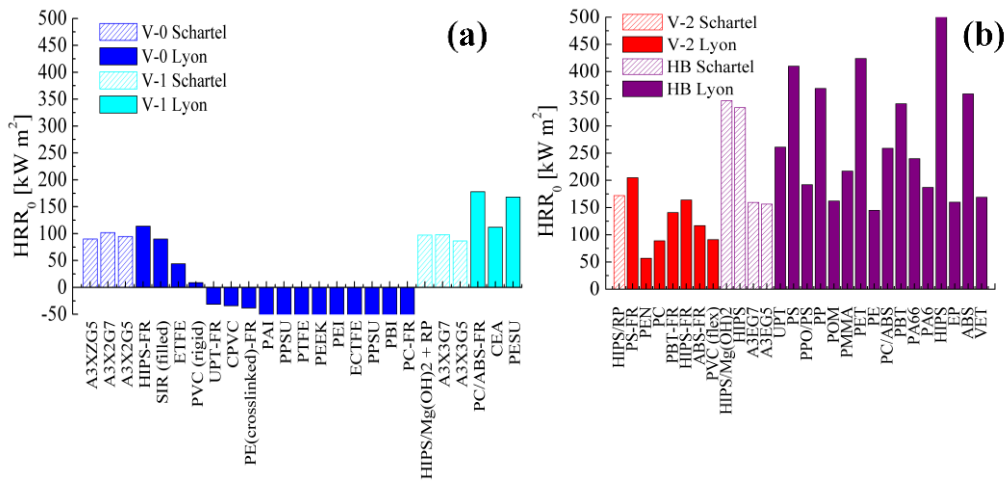 (a)
V-0 Schartel
V-0 Lyon
V-1 Schartel
V-1 Lyon
HRR0 [kW m²]
500
450
400
350
300
250
200
150
100
50
0
-50
A3XZG5
A3X2G7
A3X2G5
HIPS-FR
SIR (filled)
ETFE
PVC (rigid)
UPT-FR
CPVC
PE(crosslinked)-FR
PAI
PPSU
PTFE
PEEK
PEI
ECTFE
PPSU
PBI
PC-FR
HIPS/Mg(OH)2 + RP
A3X3G7
A3X3G5
PC/ABS-FR
CEA
PESU
(b)
V-2 Schartel
V-2 Lyon
HB Schartel
HB Lyon
HRR0 [kW m²]
500
450
400
350
300
250
200
150
100
50
0
HIPS/RP
PS-FR
PEN
PC
PBT-FR
HIPS-FR
ABS-FR
PVC (flex)
HIPS/Mg(OH)2
HIPS
A3EG7
A3EG5
UPT
PS
PPO/PS
PP
POM
PMMA
PET
PE
PC/ABS
PBT
PA66
PA6
HIPS
EP
ABS
VET